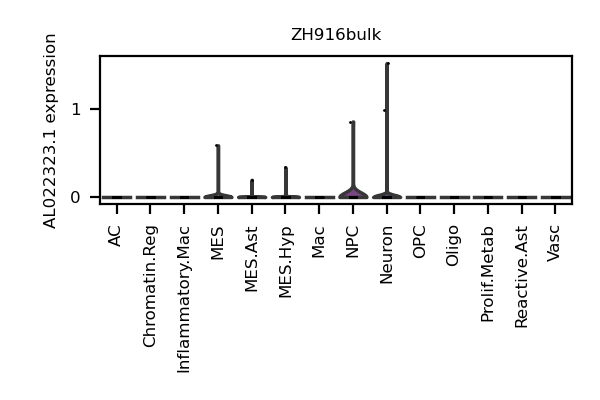 ZH916bulk
AL022323.1 expression
1
0
AC
Chromatin.Reg
Inflammatory.Mac
MES
MES.Ast
MES.Hyp
Mac
NPC
Neuron
OPC
Oligo
Prolif.Metab
Reactive.Ast
Vasc